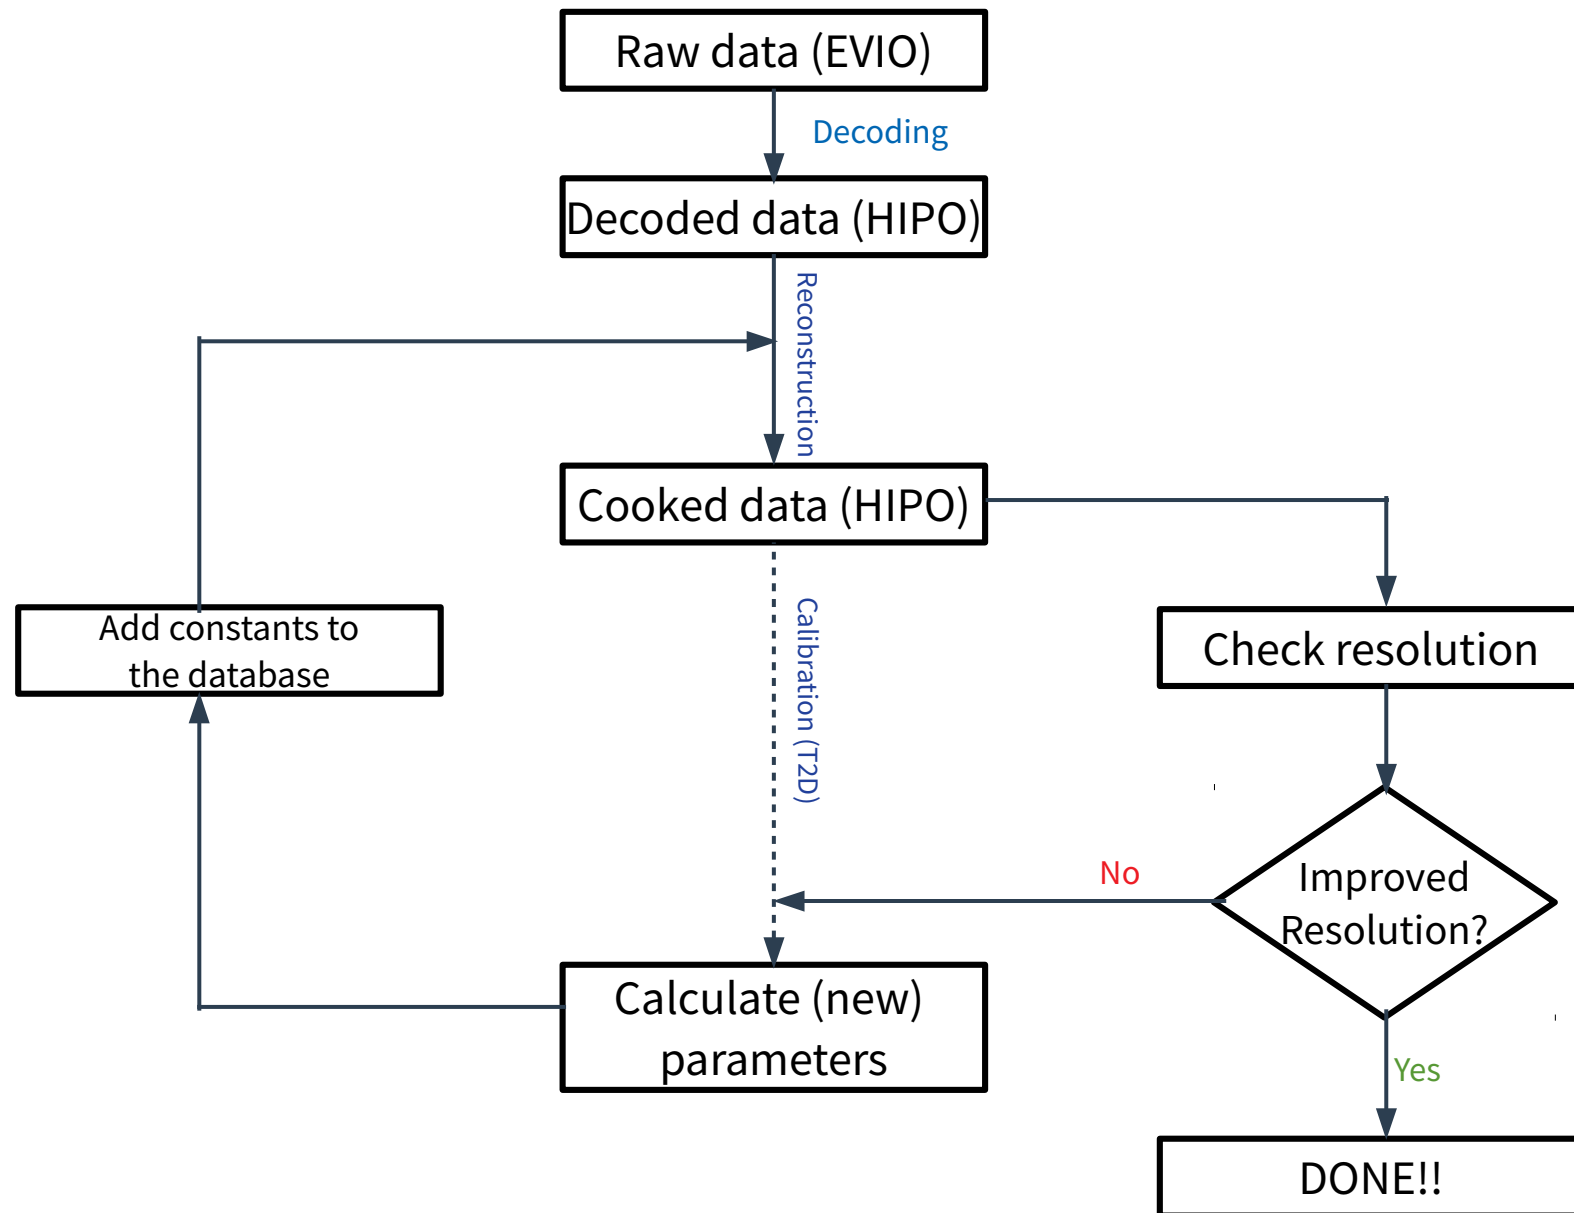 Raw data (EVIO)
Decoding
Decoded data (HIPO)
Reconstruction
Cooked data (HIPO)
Calibration (T2D)
Add constants to
the database
Check resolution
Improved
Resolution?
No
Calculate (new)
parameters
Yes
DONE!!